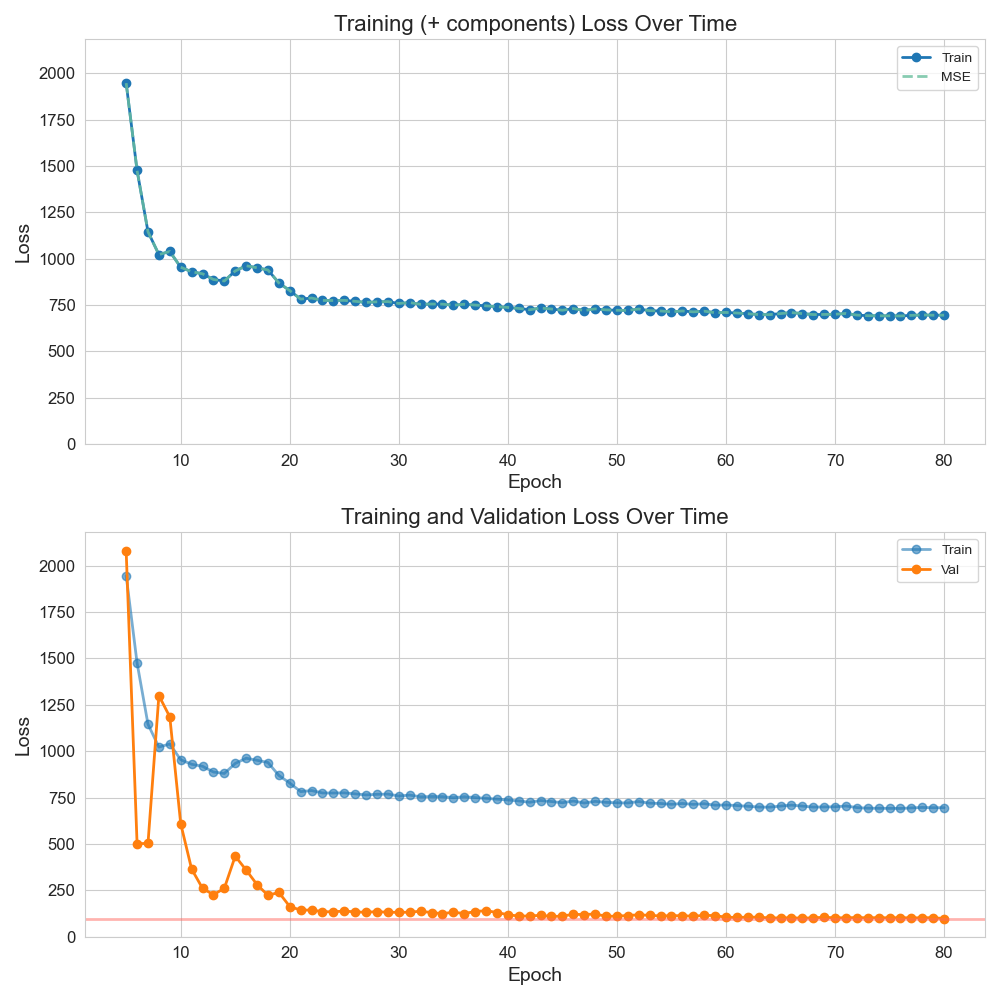 Training (+ components) Loss Over Time
Train
MSE
2000
1750
1500
1250
1000
750
500
250
0
Loss
10 20 30 40 50 60 70 80
Epoch
Training and Validation Loss Over Time
Train
Val
2000
1750
1500
1250
1000
750
500
250
0
Loss
10 20 30 40 50 60 70 80
Epoch